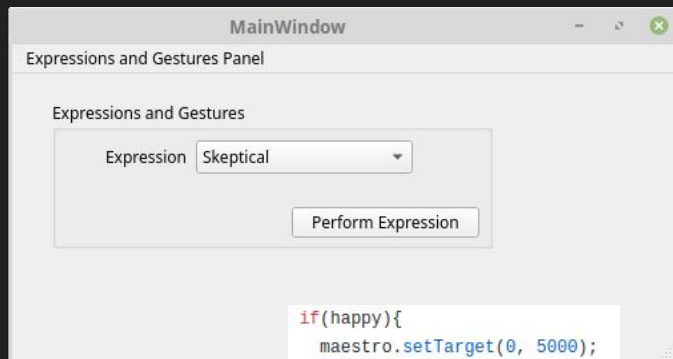 MainWindow
Expressions and Gestures Panel
Expressions and Gestures
Expression Skeptical
Perform Expression
if(happy){
maestro.setTarget(0, 5000);